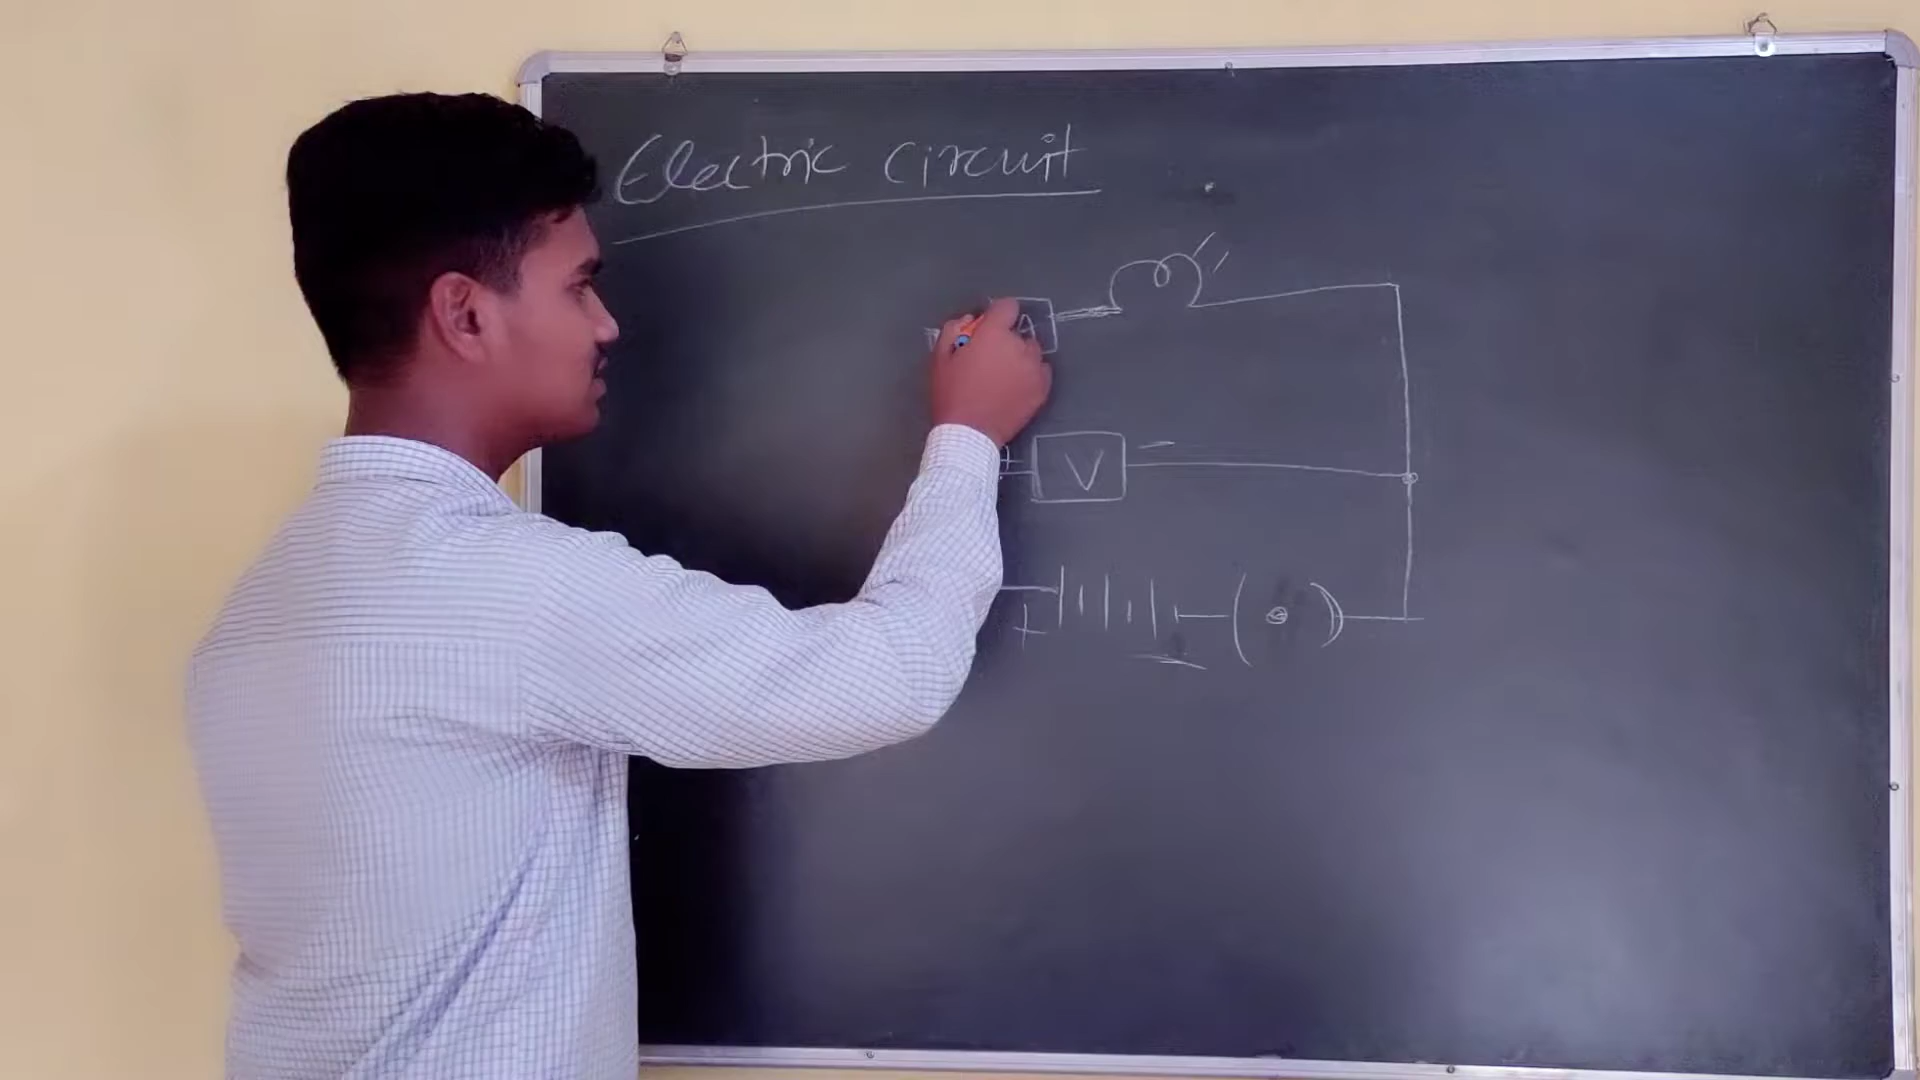 Electric Circuit
A
+ V -
+ -